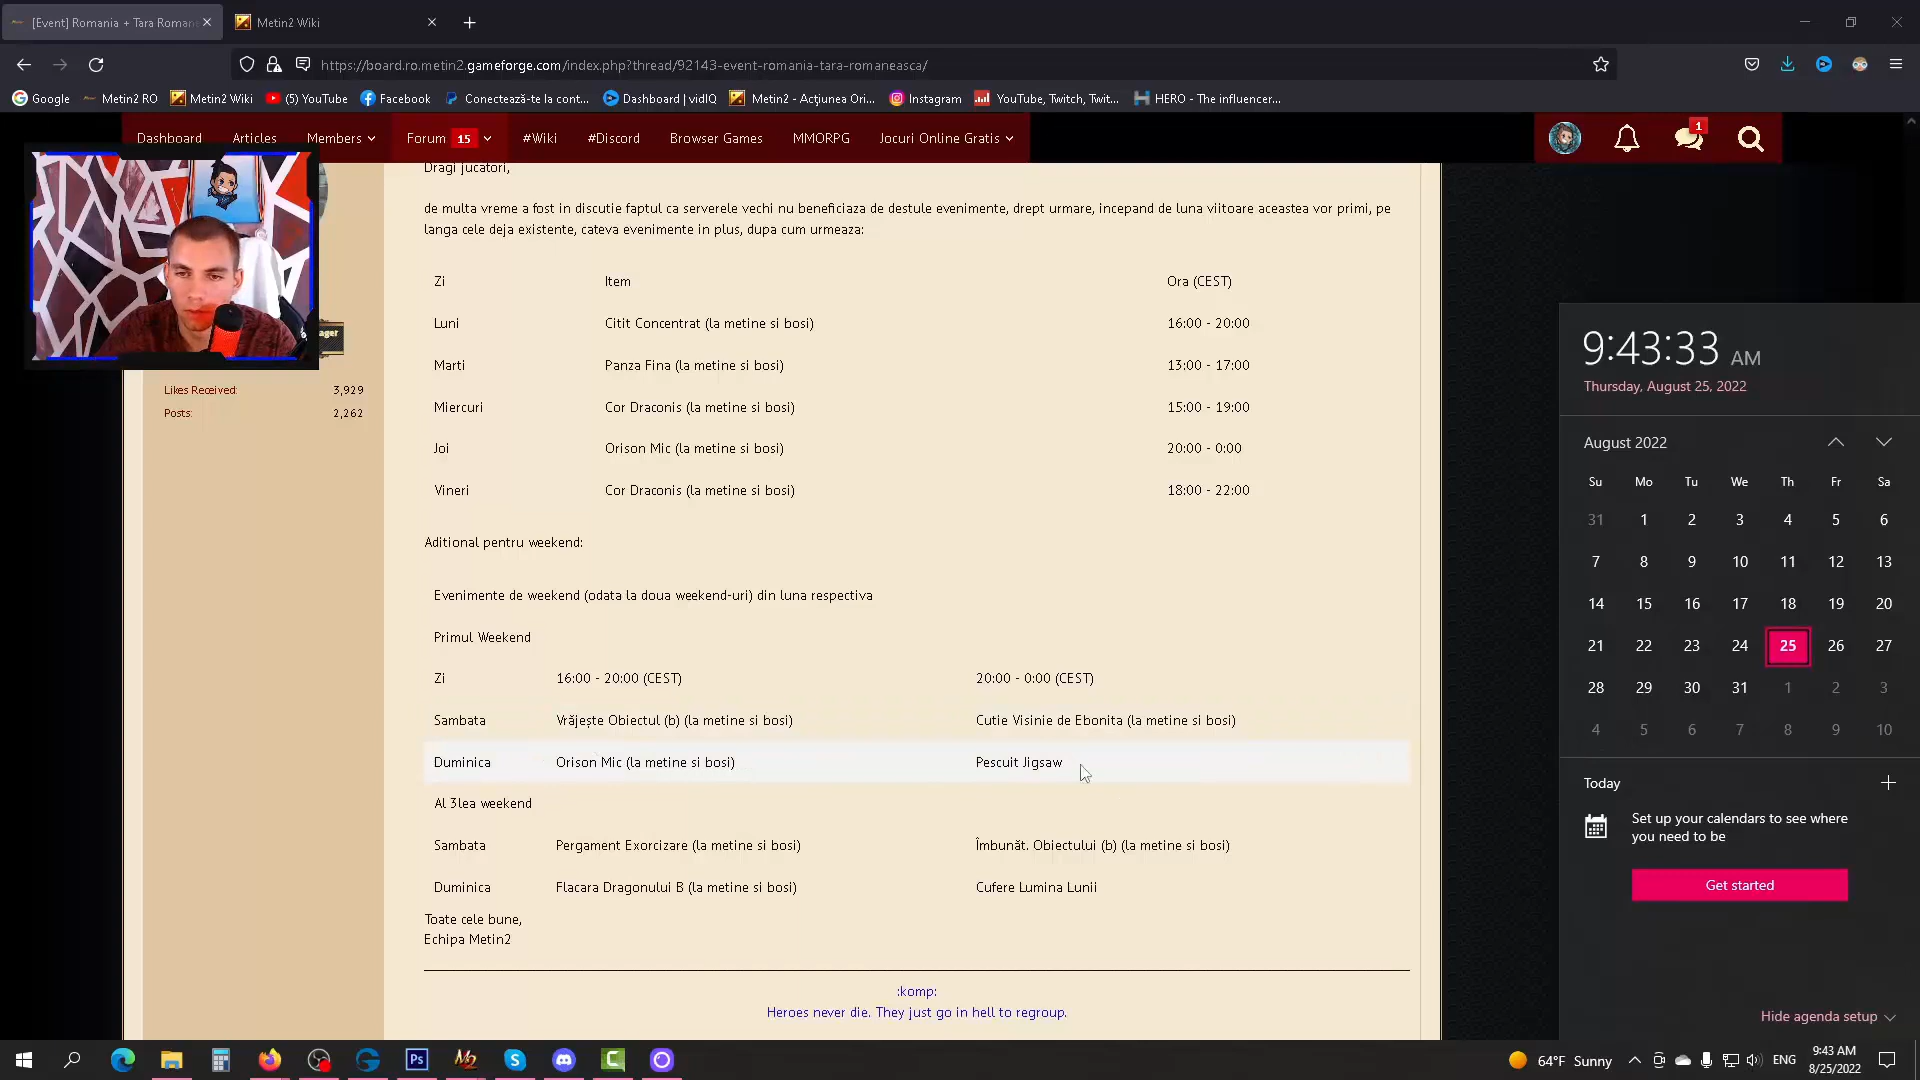 [Event] Romania + Tara Roman
Metin2 Wiki
https://board.ro.metin2.gameforge.com/index.php?thread/92143-event-romania-tara-romaneasca/
Google
Metin2 RO
Metin2 Wiki
(5) YouTube
Facebook
Conectează-te la cont...
Dashboard | vidIQ
Metin2 - Acțiunea Ori...
Instagram
YouTube, Twitch, Twit...
HERO - The influencer...
Dashboard
Articles
Members
Forum 15
#Wiki
#Discord
Browser Games
MMORPG
Jocuri Online Gratis
1
Dragi jucatori,
de multa vreme a fost in discutie faptul ca serverele vechi nu beneficiaza de destule evenimente, drept urmare, incepand de luna viitoare aceastea vor primi, pe
langa cele deja existente, cateva evenimente in plus, dupa cum urmeaza:
Zi Item Ora (CEST)
Luni Citit Concentrat (la metine si bosi) 16:00 - 20:00
Marti Panza Fina (la metine si bosi) 13:00 - 17:00
Miercuri Cor Draconis (la metine si bosi) 15:00 - 19:00
Joi Orison Mic (la metine si bosi) 20:00 - 0:00
Vineri Cor Draconis (la metine si bosi) 18:00 - 22:00
Aditional pentru weekend:
Evenimente de weekend (odata la doua weekend-uri) din luna respectiva
Primul Weekend
Zi 16:00 - 20:00 (CEST) 20:00 - 0:00 (CEST)
Sambata Vrăjește Obiectul (b) (la metine si bosi) Cutie Visinie de Ebonita (la metine si bosi)
Duminica Orison Mic (la metine si bosi) Pescuit Jigsaw
Al 3lea weekend
Sambata Pergament Exorcizare (la metine si bosi) Îmbunăt. Obiectului (b) (la metine si bosi)
Duminica Flacara Dragonului B (la metine si bosi) Cufere Lumina Lunii
Toate cele bune,
Echipa Metin2
:komp:
Heroes never die. They just go in hell to regroup.
ager
Likes Received: 3,929
Posts: 2,262
9:43:33 AM
Thursday, August 25, 2022
August 2022
Su Mo Tu We Th Fr Sa
31 1 2 3 4 5 6
7 8 9 10 11 12 13
14 15 16 17 18 19 20
21 22 23 24 25 26 27
28 29 30 31 1 2 3
4 5 6 7 8 9 10
Today
Set up your calendars to see where
you need to be
Get started
Hide agenda setup
Ps
64°F Sunny
ENG
9:43 AM
8/25/2022